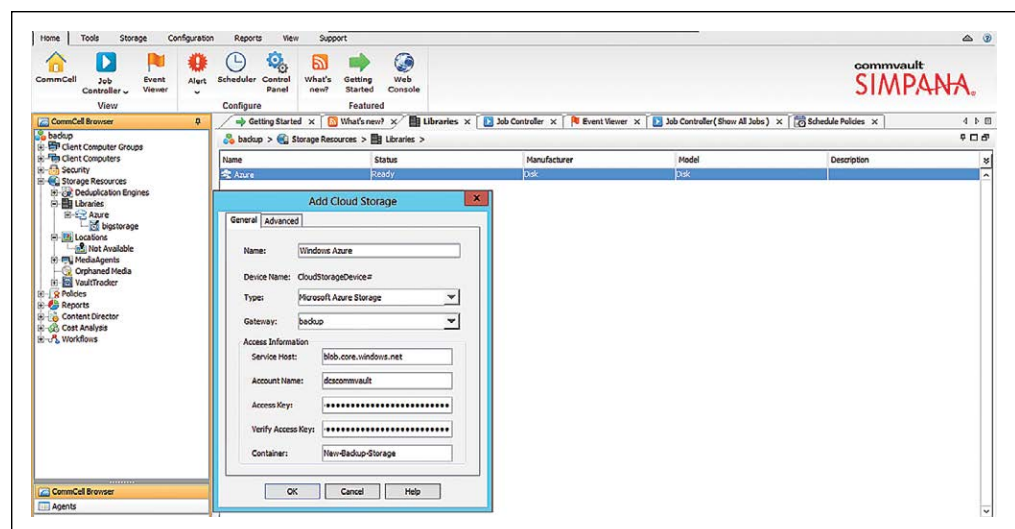 Home Tools Storage Configuration Reports View Support
CommCell Job Controller Event Viewer Alert Scheduler Control Panel What's new? Getting Started Web Console
View Configure Featured
commvault
SIMPANA.
CommCell Browser
Getting Started x What's new? x Libraries x Job Controller x Event Viewer x Job Controller (Show All Jobs) x Schedule Policies x
backup > Storage Resources > Libraries >
Name Status Manufacturer Model Description
Azure Ready Disk Disk
backup
Client Computer Groups
Client Computers
Security
Storage Resources
Deduplication Engines
Libraries
Azure
bigstorage
Locations
Not Available
MediaAgents
Orphaned Media
VaultTracker
Policies
Reports
Content Director
Cost Analysis
Workflows
CommCell Browser
Agents
Add Cloud Storage x
General Advanced
Name: Windows Azure
Device Name: CloudStorageDevice#
Type: Microsoft Azure Storage
Gateway: backup
Access Information
Service Host: blob.core.windows.net
Account Name: dcscommvault
Access Key:
Verify Access Key:
Container: New-Backup-Storage
OK Cancel Help